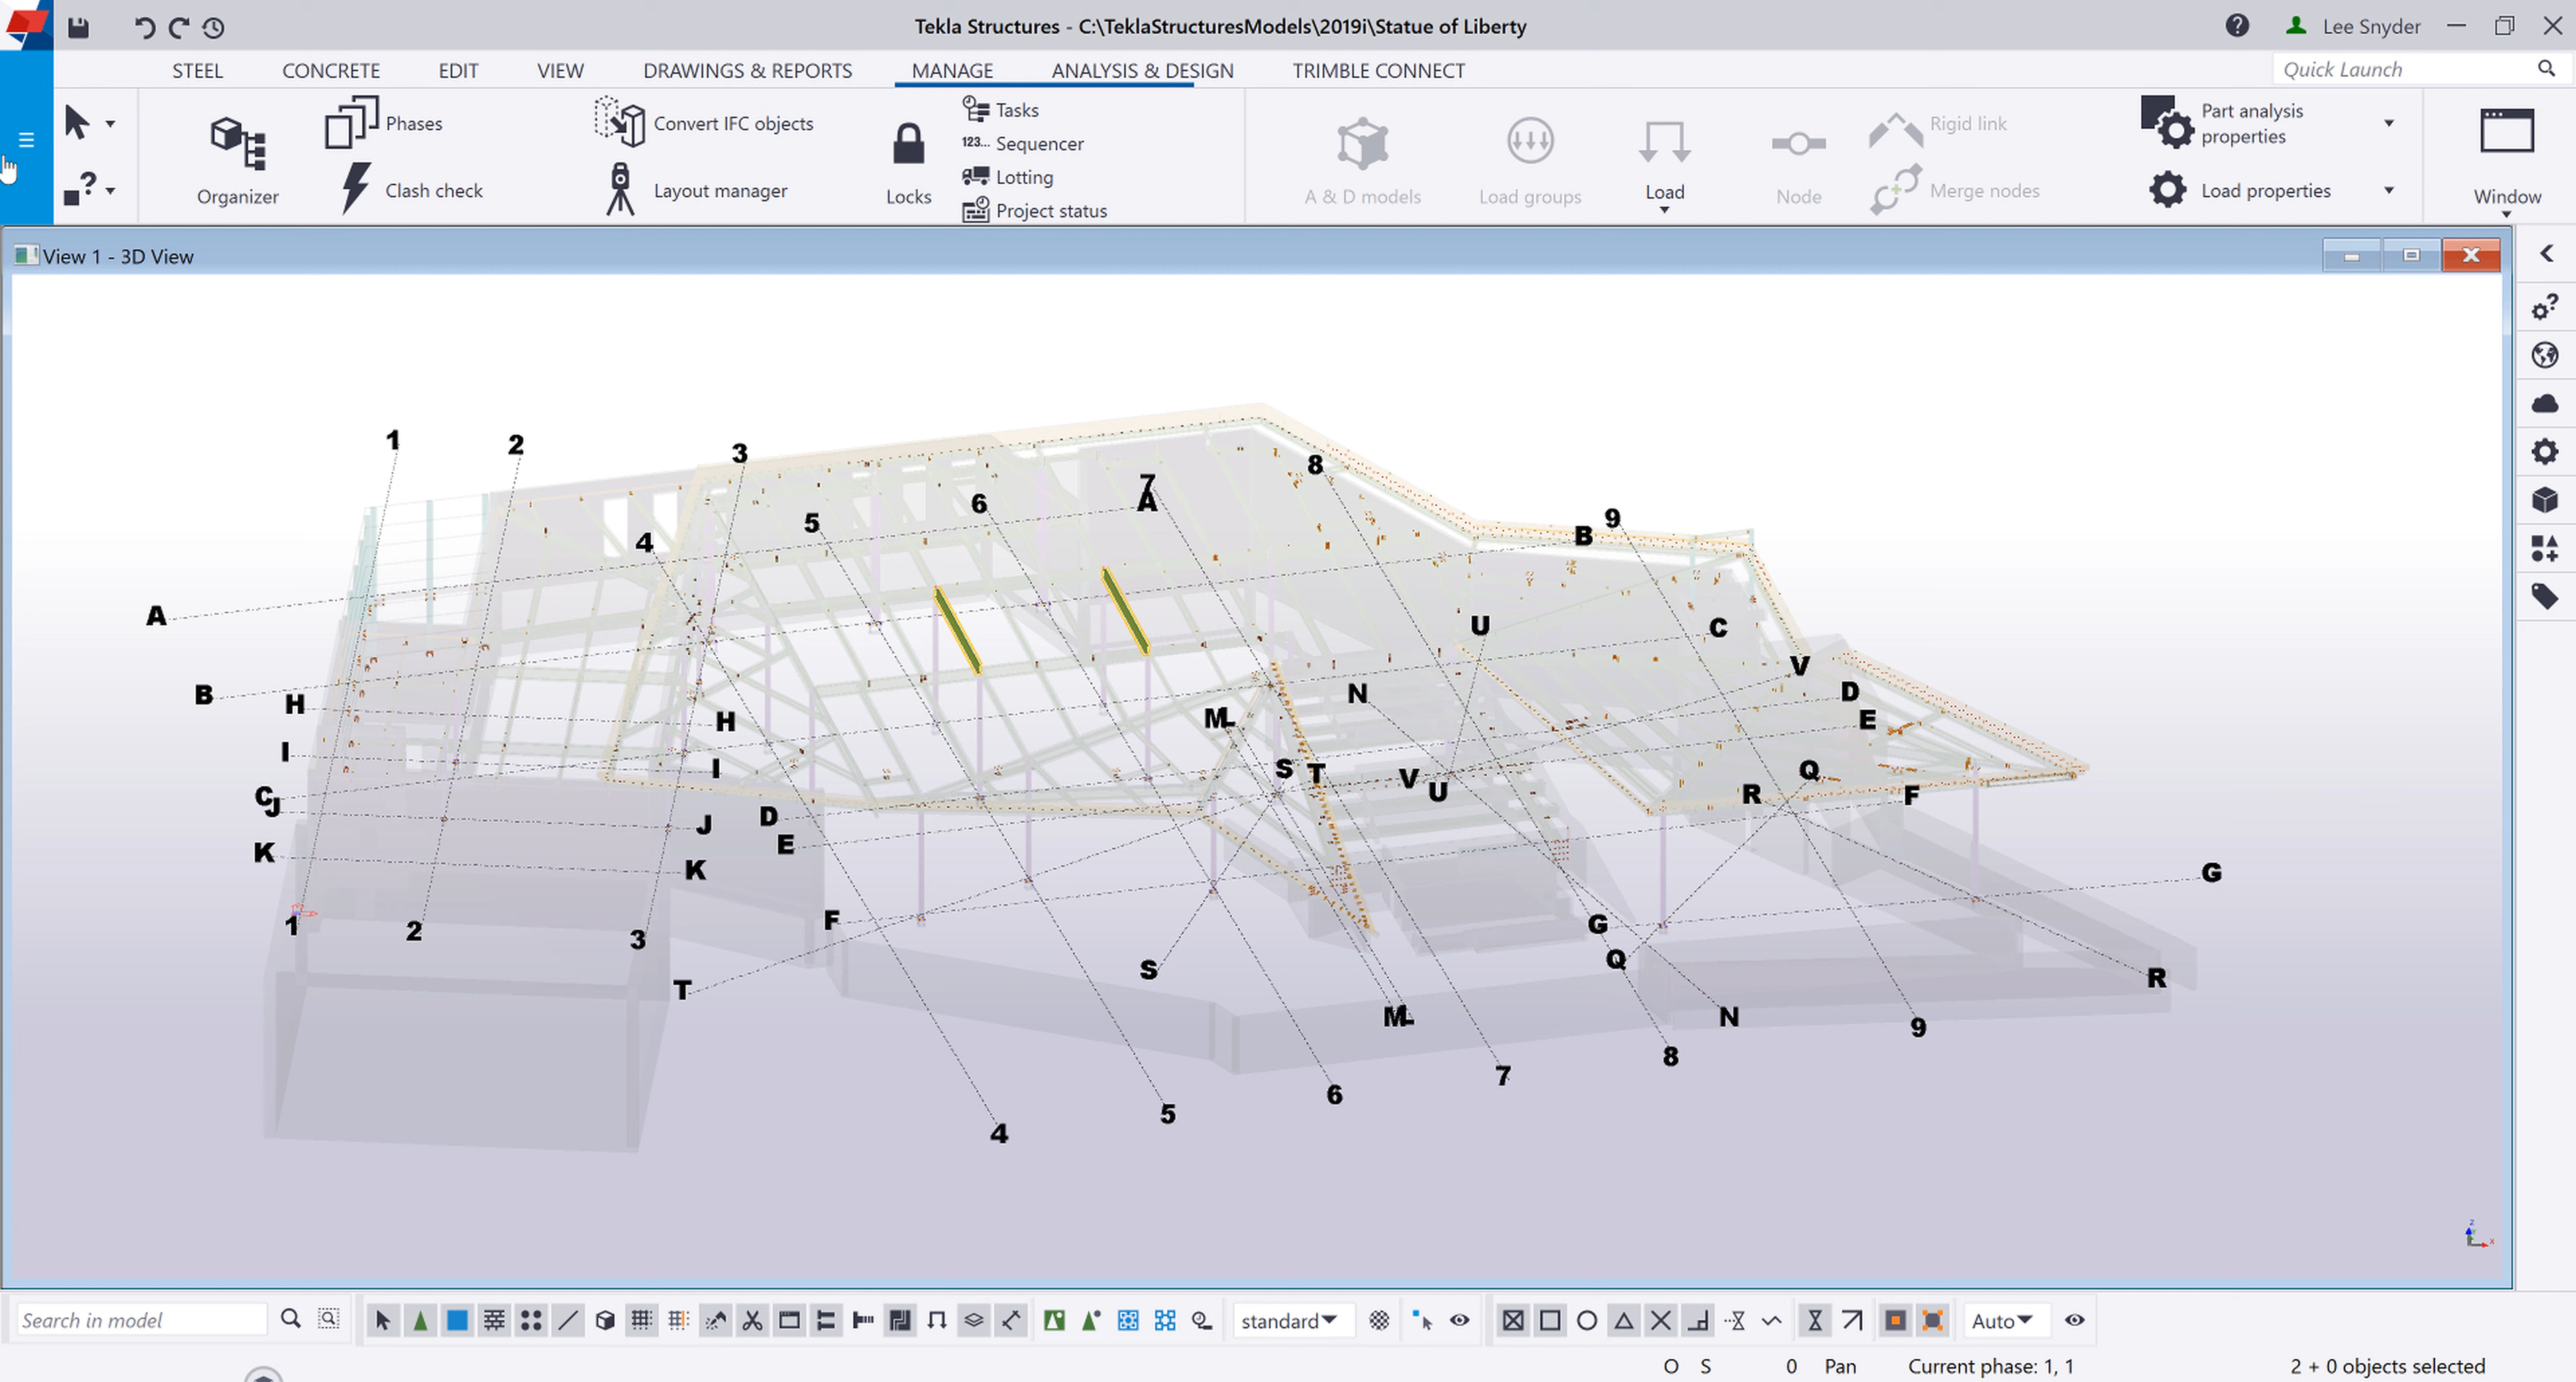 Tekla Structures - C:\TeklaStructuresModels\2019i\Statue of Liberty
Lee Snyder
STEEL CONCRETE EDIT VIEW DRAWINGS & REPORTS MANAGE ANALYSIS & DESIGN TRIMBLE CONNECT
Quick Launch
Organizer
Phases
Clash check
Convert IFC objects
Layout manager
Locks
Tasks
123... Sequencer
Lotting
Project status
A & D models
Load groups
Load
Node
Rigid link
Merge nodes
Part analysis
properties
Load properties
Window
View 1 - 3D View
1 2 3 8
7
6 A
5 9
4 B
A U C
B H N V D
H M L E
I I S T V U Q
C J R F
D
J E
K K G
1 2 3 F G
S Q R
T M L N 9
8
7
6
5
4
z
x
Search in model
standard
Auto
O S 0 Pan Current phase: 1, 1 2 + 0 objects selected